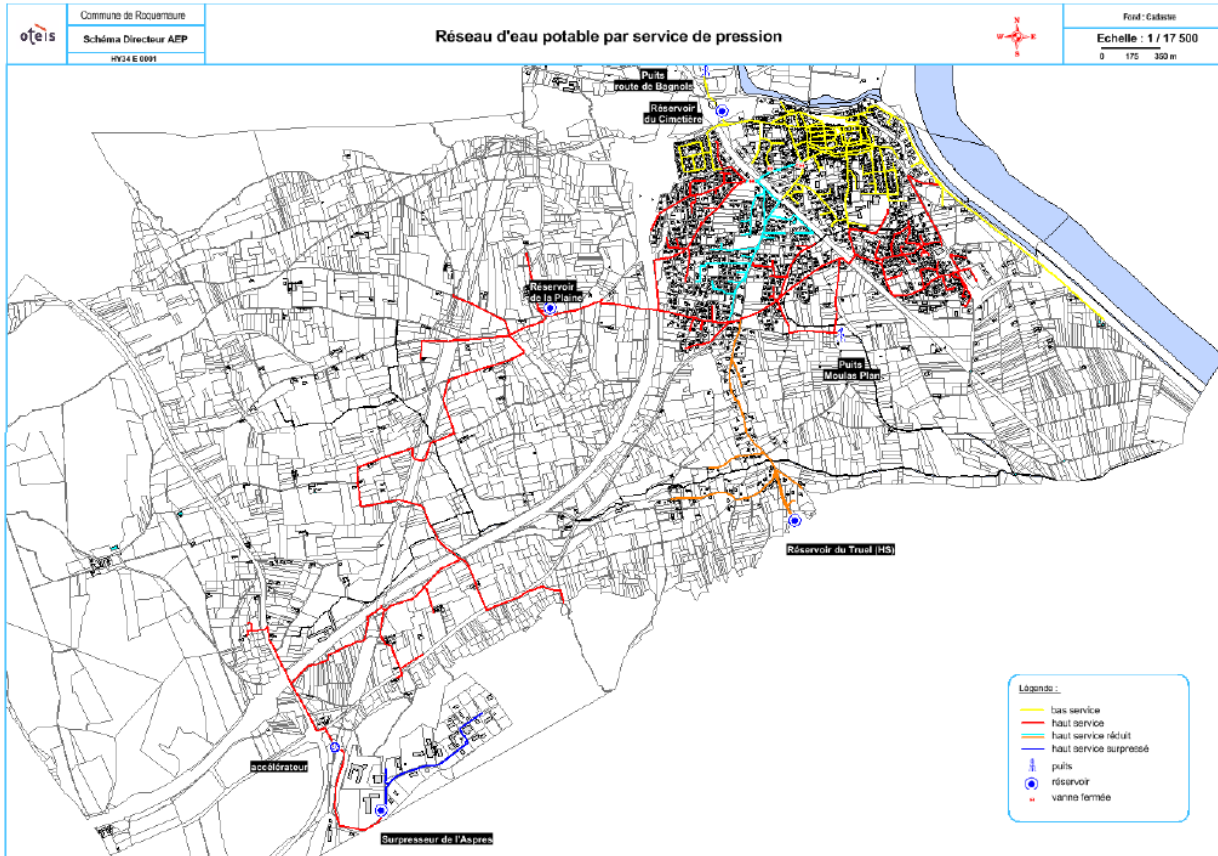 oteis
Commune de Roquemaure
Schéma Directeur AEP
HY34 E 0001
Réseau d'eau potable par service de pression
N
W
E
S
Fond : Cadastre
Echelle : 1 / 17 500
0 175 350 m
Puits
route de Bagnols
Réservoir
du Cimetière
Réservoir
de la Plaine
Puits
Moulas Plan
Réservoir du Truel (HS)
accélérateur
Surpresseur de l'Aspres
Légende :
bas service
haut service
haut service réduit
haut service surpressé
puits
réservoir
vanne fermée